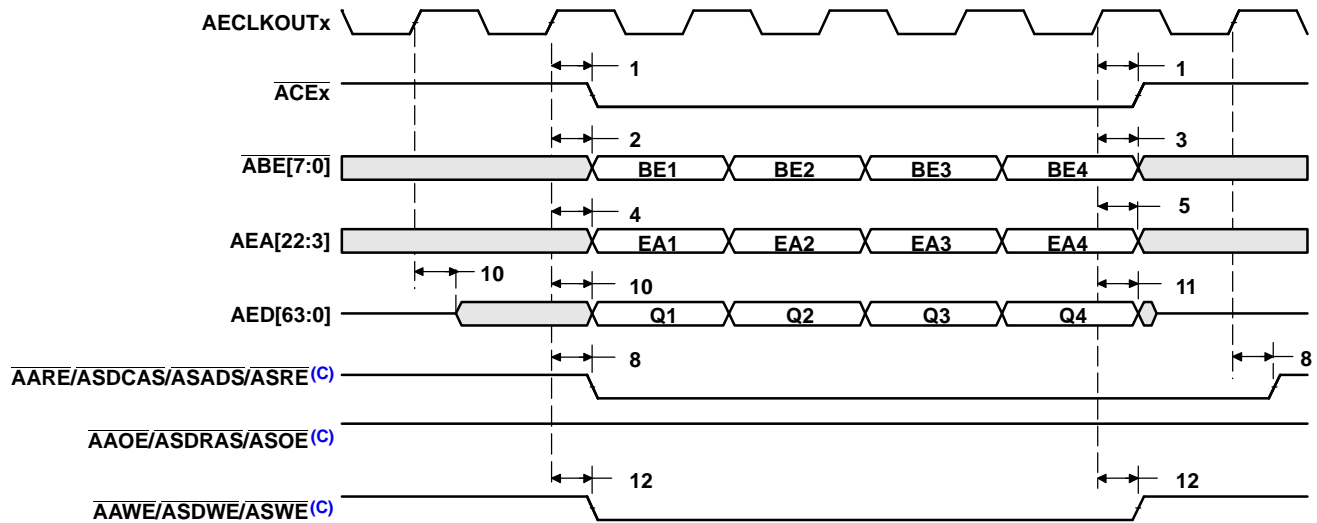 AECLKOUTx
1 1
ACEx
2 3
ABE[7:0] BE1 BE2 BE3 BE4
4 5
AEA[22:3] EA1 EA2 EA3 EA4
10 10 11
AED[63:0] Q1 Q2 Q3 Q4
8 8
AARE/ASDCAS/ASADS/ASRE(C)
AAOE/ASDRAS/ASOE(C)
12 12
AAWE/ASDWE/ASWE(C)